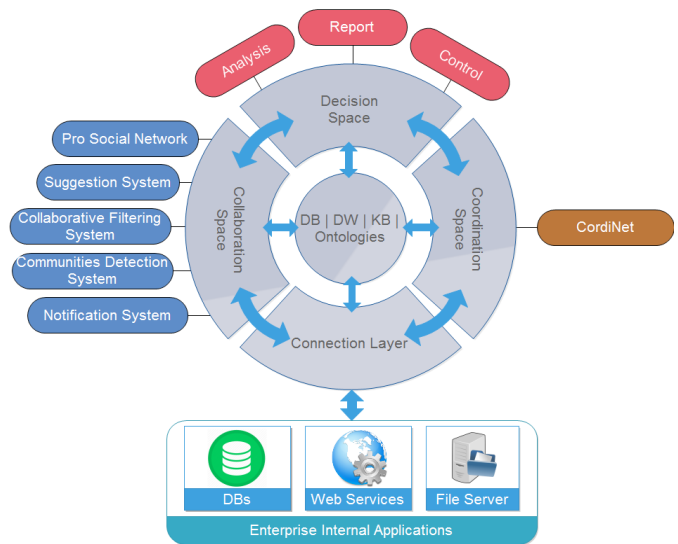 Report
Analysis
Control
Decision
Space
Pro Social Network
Suggestion System
Collaborative Filtering
System
Communities Detection
System
Notification System
Collaboration
Space
DB | DW | KB |
Ontologies
Coordination
Space
CordiNet
Connection Layer
DBs
Web Services
File Server
Enterprise Internal Applications